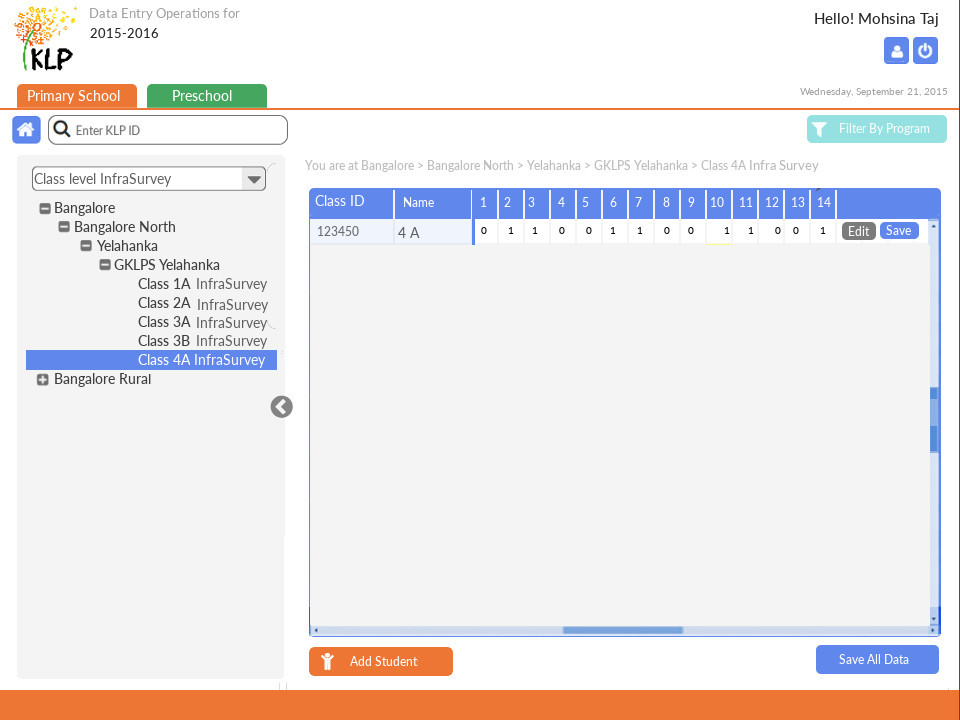 Data Entry Operations for
2015-2016
Hello! Mohsina Taj
KLP
Primary School
Preschool
Wednesday, September 21, 2015
Enter KLP ID
Filter By Program
You are at Bangalore > Bangalore North > Yelahanka > GKLPS Yelahanka > Class 4A Infra Survey
Class level InfraSurvey
Bangalore
Bangalore North
Yelahanka
GKLPS Yelahanka
Class 1A InfraSurvey
Class 2A InfraSurvey
Class 3A InfraSurvey
Class 3B InfraSurvey
Class 4A InfraSurvey
Bangalore Rural
Class ID Name 1 2 3 4 5 6 7 8 9 10 11 12 13 14
123450 4 A 0 1 1 0 0 1 1 0 0 1 1 0 0 1 Edit Save
Add Student
Save All Data